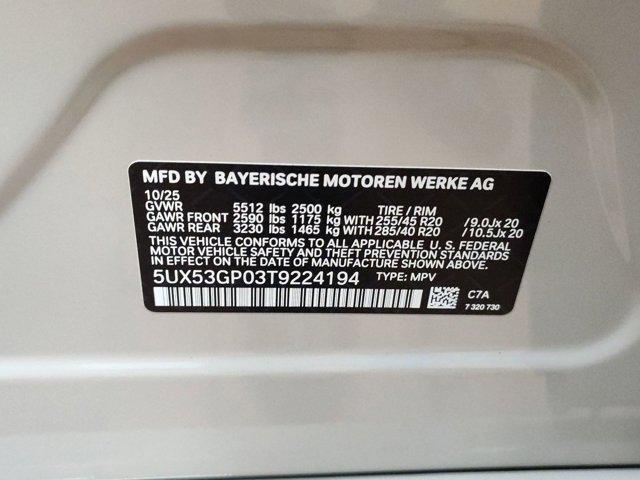 MFD BY BAYERISCHE MOTOREN WERKE AG
10/25
GVWR 5512 lbs 2500 kg TIRE / RIM
GAWR FRONT 2590 lbs 1175 kg WITH 255/45 R20 /9.0Jx 20
GAWR REAR 3230 lbs 1465 kg WITH 285/40 R20 /10.5Jx 20
THIS VEHICLE CONFORMS TO ALL APPLICABLE U. S. FEDERAL
MOTOR VEHICLE SAFETY AND THEFT PREVENTION STANDARDS
IN EFFECT ON THE DATE OF MANUFACTURE SHOWN ABOVE.
5UX53GP03T9224194 TYPE: MPV
C7A
7 320 730